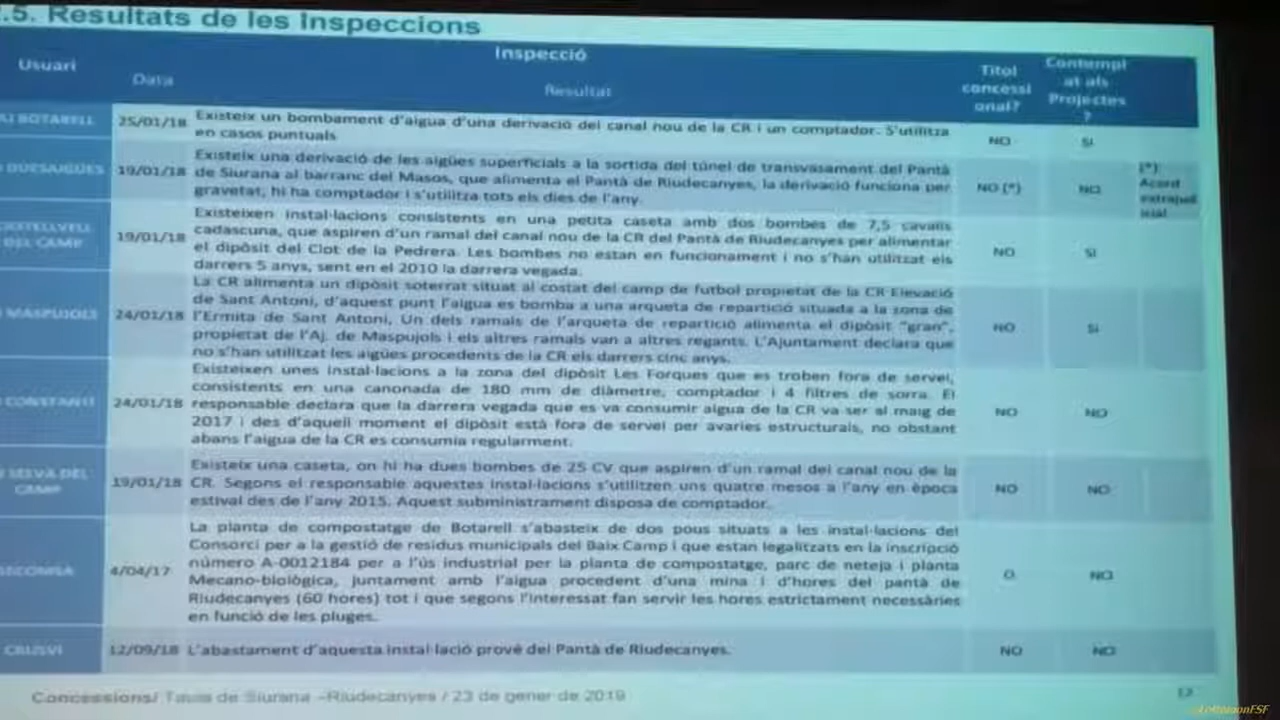 .5. Resultats de les Inspeccions
Usuari
Data
Inspecció
Resultat
Títol
concessi
onal?
Contempl
at als
Projectes
?
AJ BOTARELL
25/01/18
Existeix un bombament d'aigua d'una derivació del canal nou de la CR i un comptador. S'utilitza
en casos puntuals
NO
SI
DUESAIGÜES
19/01/18
Existeix una derivació de les aigües superficials a la sortida del túnel de transvasament del Pantà
de Siurana al barranc del Masos, que alimenta el Pantà de Riudecanyes, la derivació funciona per
gravetat, hi ha comptador i s'utilitza tots els dies de l'any.
NO (*)
NO
(*)
Acord
extrajud
icial
CASTELLVELL
DEL CAMP
19/01/18
Existeixen instal·lacions consistents en una petita caseta amb dos bombes de 7,5 cavalls
cadascuna, que aspiren d'un ramal del canal nou de la CR del Pantà de Riudecanyes per alimentar
el dipòsit del Clot de la Pedrera. Les bombes no estan en funcionament i no s'han utilitzat els
darrers 5 anys, sent en el 2010 la darrera vegada.
NO
SI
MASPUJOLS
24/01/18
La CR alimenta un dipòsit soterrat situat al costat del camp de futbol propietat de la CR Elevació
de Sant Antoni, d'aquest punt l'aigua es bomba a una arqueta de repartició situada a la zona de
l'Ermita de Sant Antoni, Un dels ramals de l'arqueta de repartició alimenta el dipòsit "gran",
propietat de l'Aj. de Maspujols i els altres ramals van a altres regants. L'Ajuntament declara que
no s'han utilitzat les aigües procedents de la CR els darrers cinc anys.
NO
SI
CONSTANTI
24/01/18
Existeixen unes instal·lacions a la zona del dipòsit Les Forques que es troben fora de servei,
consistents en una canonada de 180 mm de diàmetre, comptador i 4 filtres de sorra. El
responsable declara que la darrera vegada que es va consumir aigua de la CR va ser al maig de
2017 i des d'aquell moment el dipòsit està fora de servei per avaries estructurals, no obstant
abans l'aigua de la CR es consumia regularment.
NO
NO
SELVA DEL
CAMP
19/01/18
Existeix una caseta, on hi ha dues bombes de 25 CV que aspiren d'un ramal del canal nou de la
CR. Segons el responsable aquestes instal·lacions s'utilitzen uns quatre mesos a l'any en època
estival des de l'any 2015. Aquest subministrament disposa de comptador.
NO
NO
SECOMSA
4/04/17
La planta de compostatge de Botarell s'abasteix de dos pous situats a les instal·lacions del
Consorci per a la gestió de residus municipals del Baix Camp i que estan legalitzats en la inscripció
número A-0012184 per a l'ús industrial per la planta de compostatge, parc de neteja i planta
Mecano-biològica, juntament amb l'aigua procedent d'una mina i d'hores del pantà de
Riudecanyes (60 hores) tot i que segons l'interessat fan servir les hores estrictament necessàries
en funció de les pluges.
NO
CRUSVI
12/09/18
L'abastament d'aquesta instal·lació prové del Pantà de Riudecanyes.
NO
NO
Concessions/ Taula de Siurana –Riudecanyes / 23 de gener de 2019